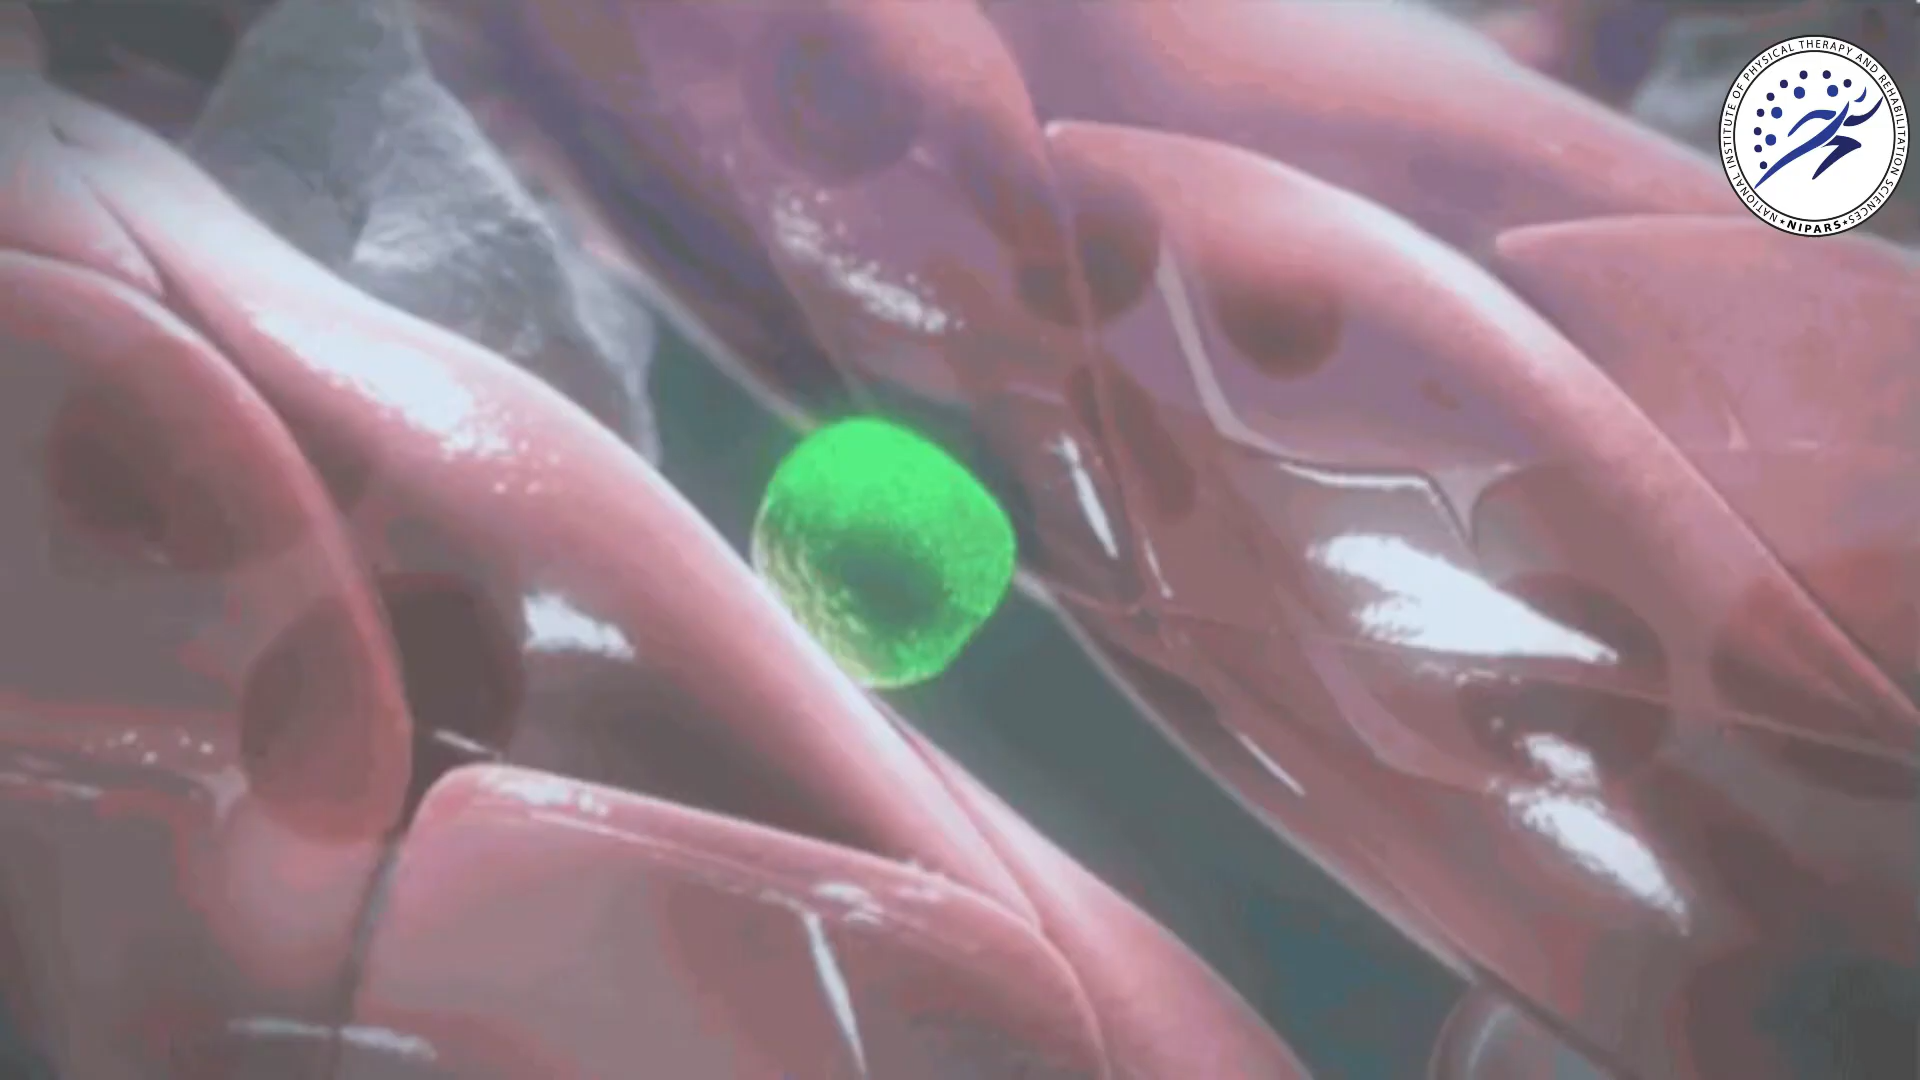 NATIONAL INSTITUTE OF PHYSICAL THERAPY AND REHABILITATION SCIENCES
★ NIPARS ★